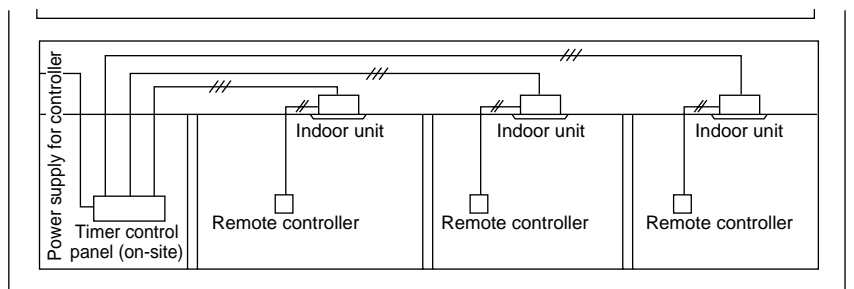 Power supply for controller
Indoor unit
Indoor unit
Indoor unit
Timer control
panel (on-site)
Remote controller
Remote controller
Remote controller